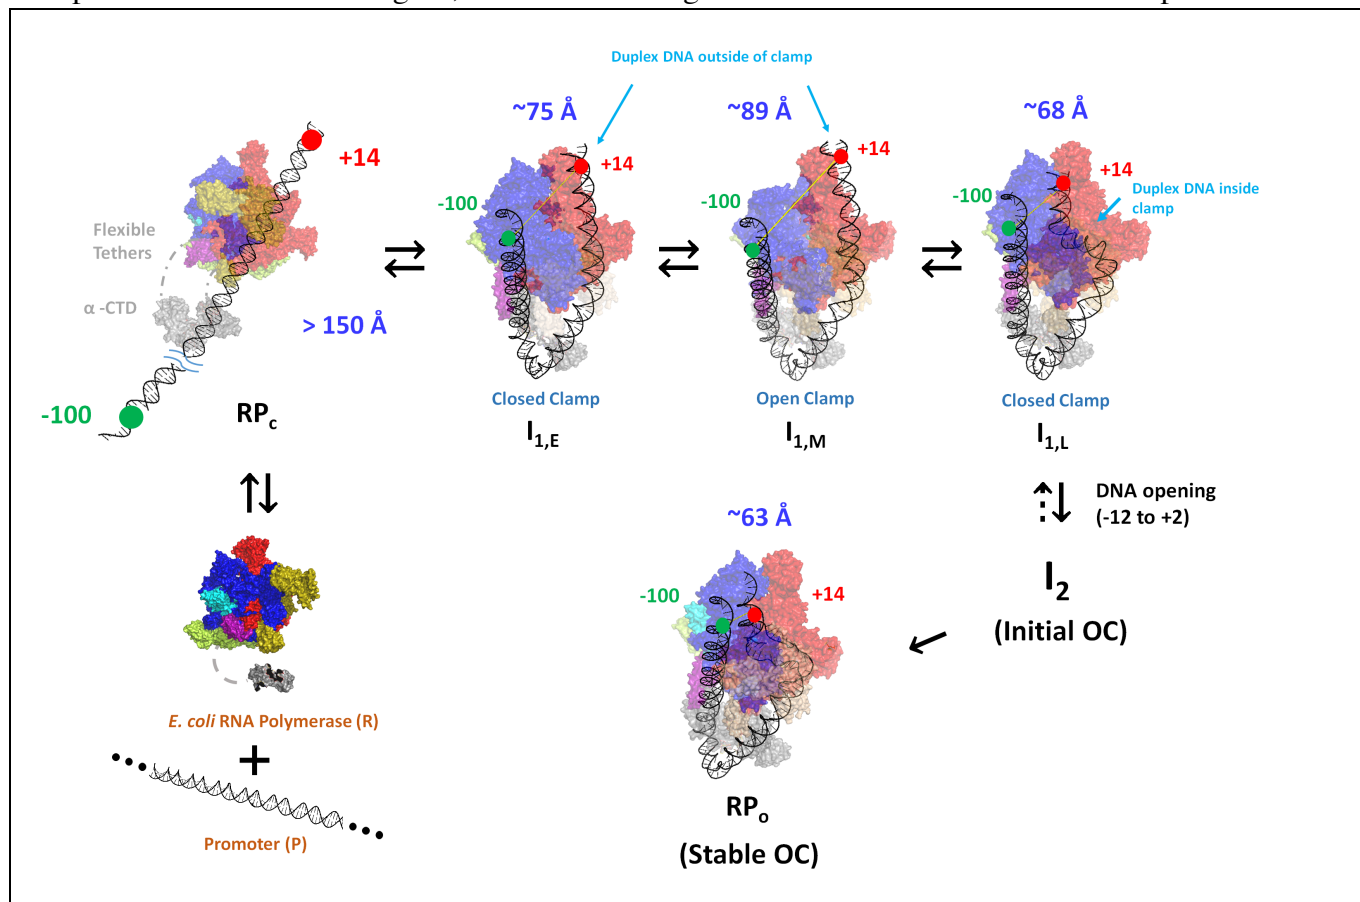 Duplex DNA outside of clamp
~75 Å
~89 Å
~68 Å
+14
+14
+14
+14
-100
-100
-100
Duplex DNA inside
clamp
Flexible
Tethers
α -CTD
> 150 Å
-100
RPc
Closed Clamp
I1,E
Open Clamp
I1,M
Closed Clamp
I1,L
DNA opening
(-12 to +2)
~63 Å
I2
(Initial OC)
-100
+14
E. coli RNA Polymerase (R)
+
Promoter (P)
RPo
(Stable OC)